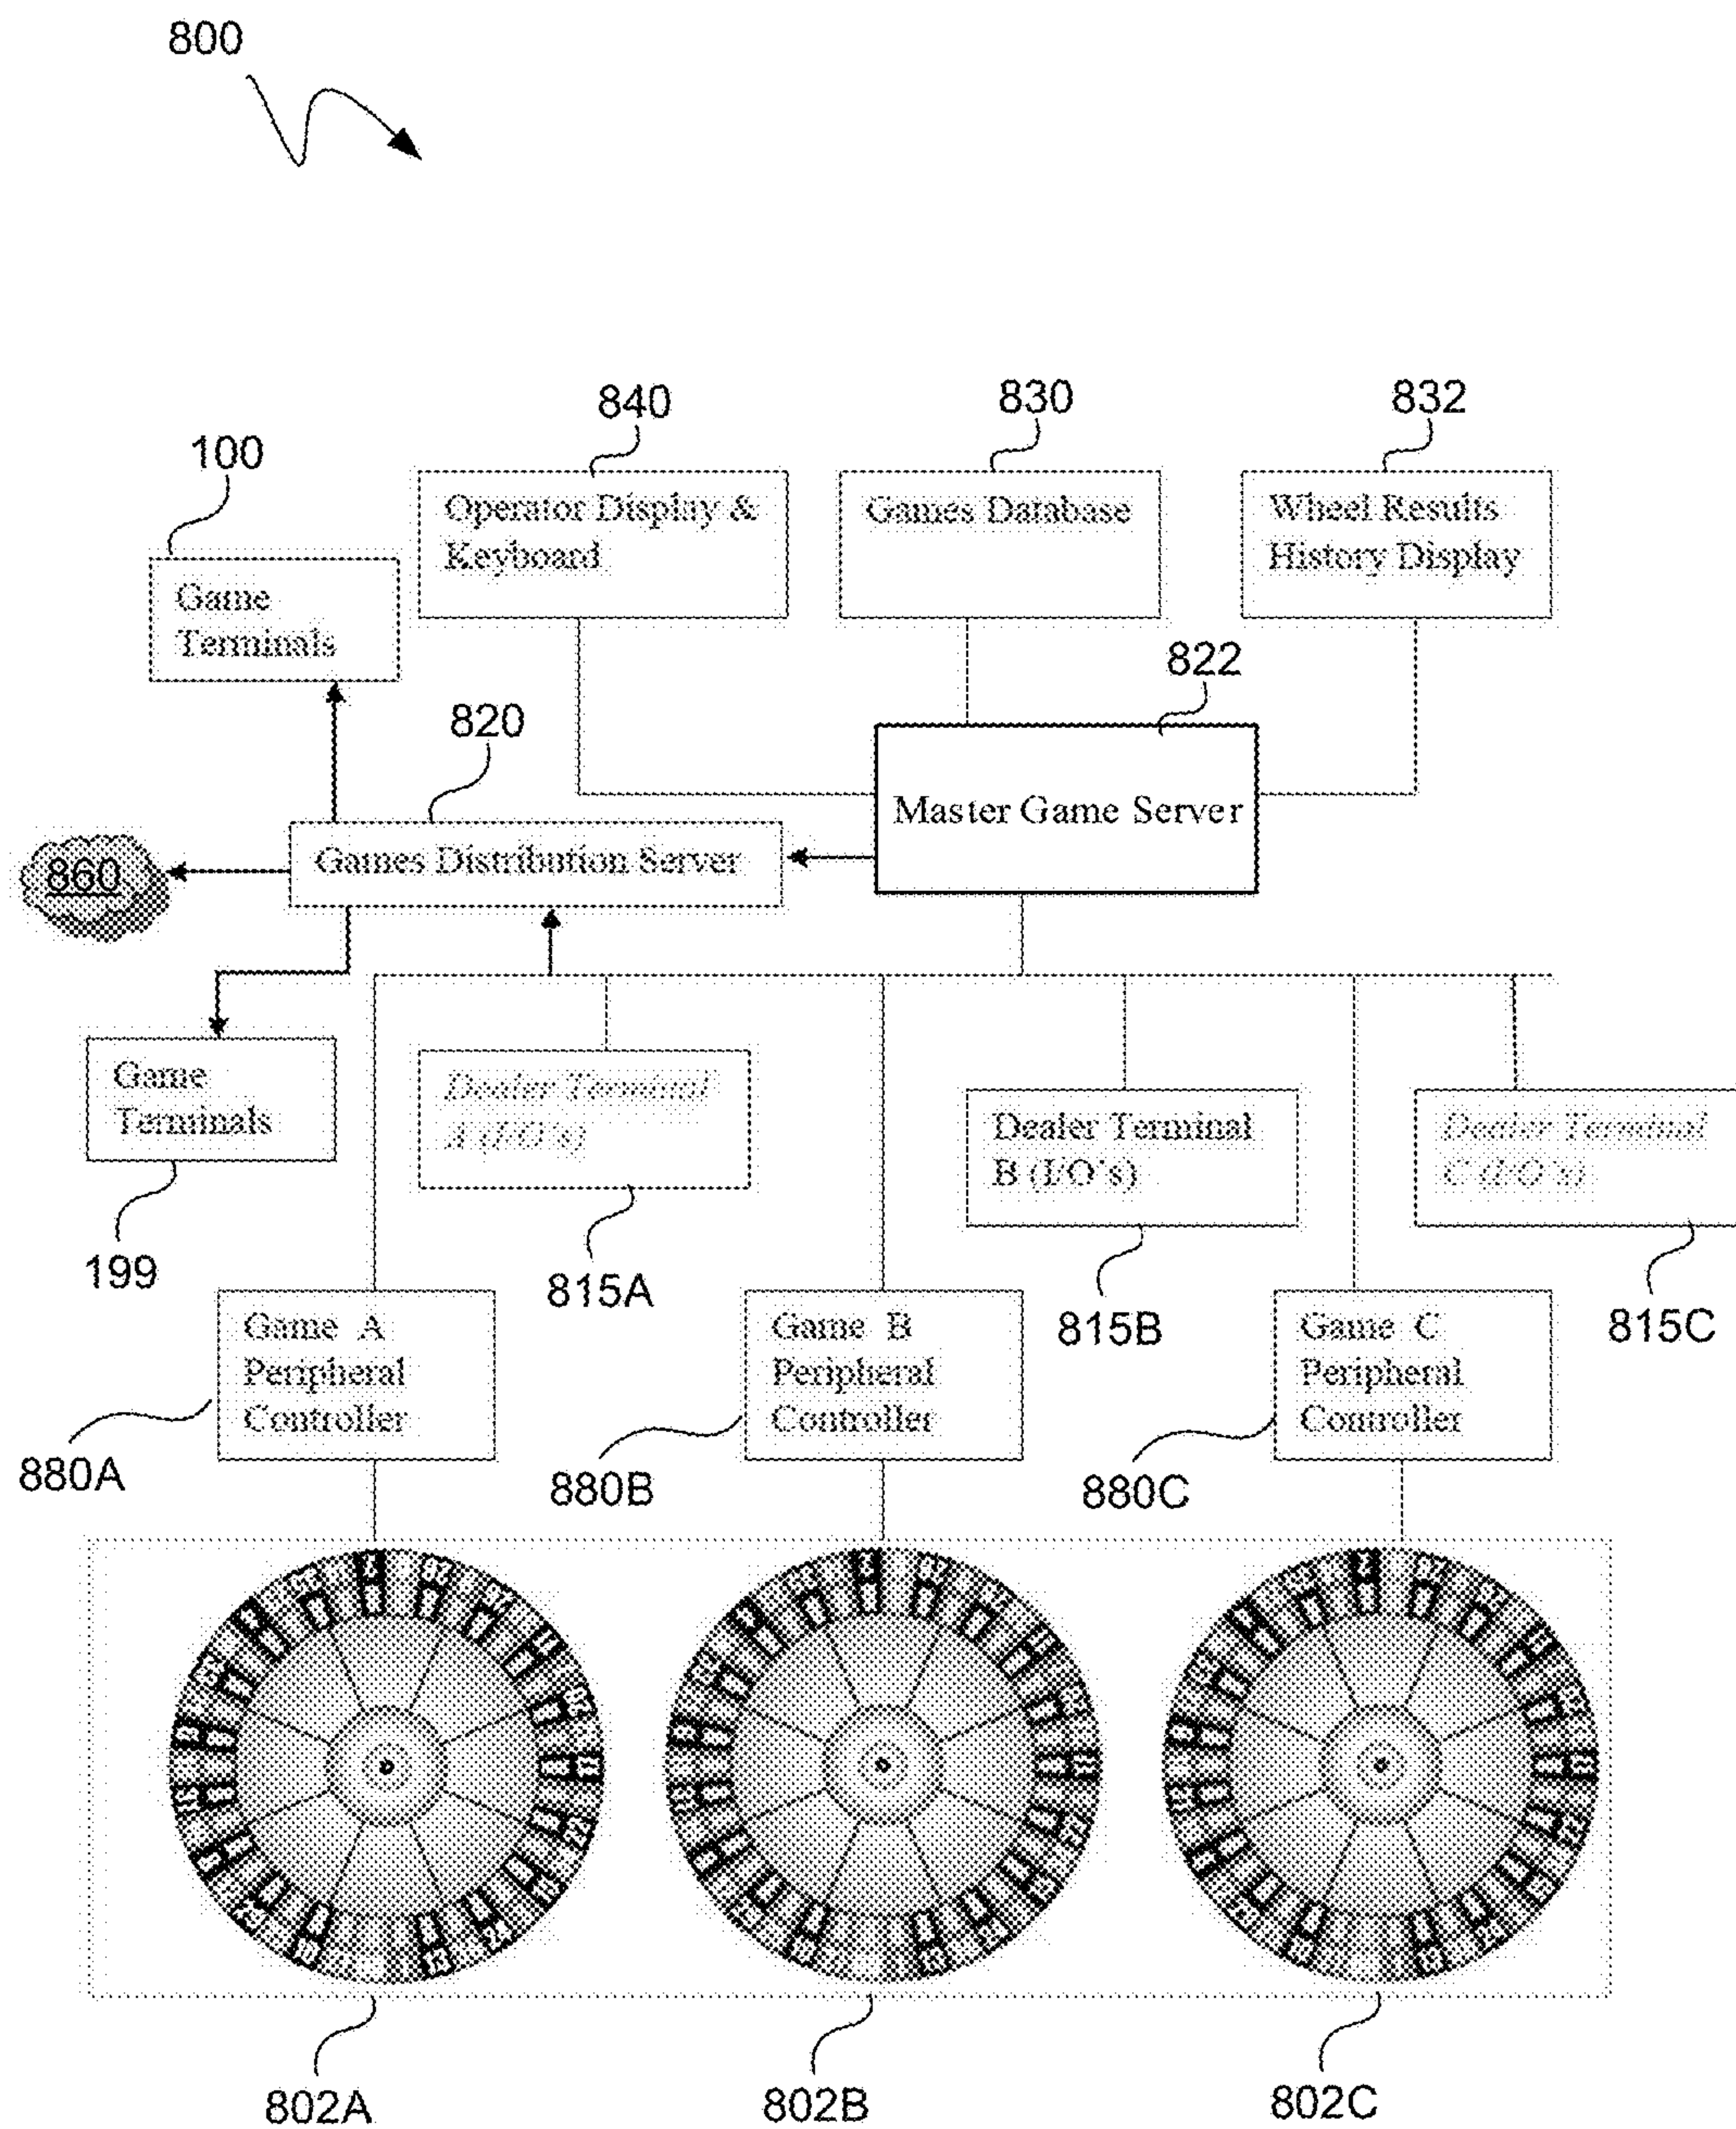 800
840
830
832
100
Operator Display &
Keyboard
Games Database
Wheel Results
History Display
Game
Terminals
822
820
Master Game Server
Games Distribution Server
860
Game
Terminals
Dealer Terminal
A (I/O's)
Dealer Terminal
B (I/O's)
Dealer Terminal
C (I/O's)
199
815A
815B
815C
Game A
Peripheral
Controller
Game B
Peripheral
Controller
Game C
Peripheral
Controller
880A
880B
880C
802A
802B
802C